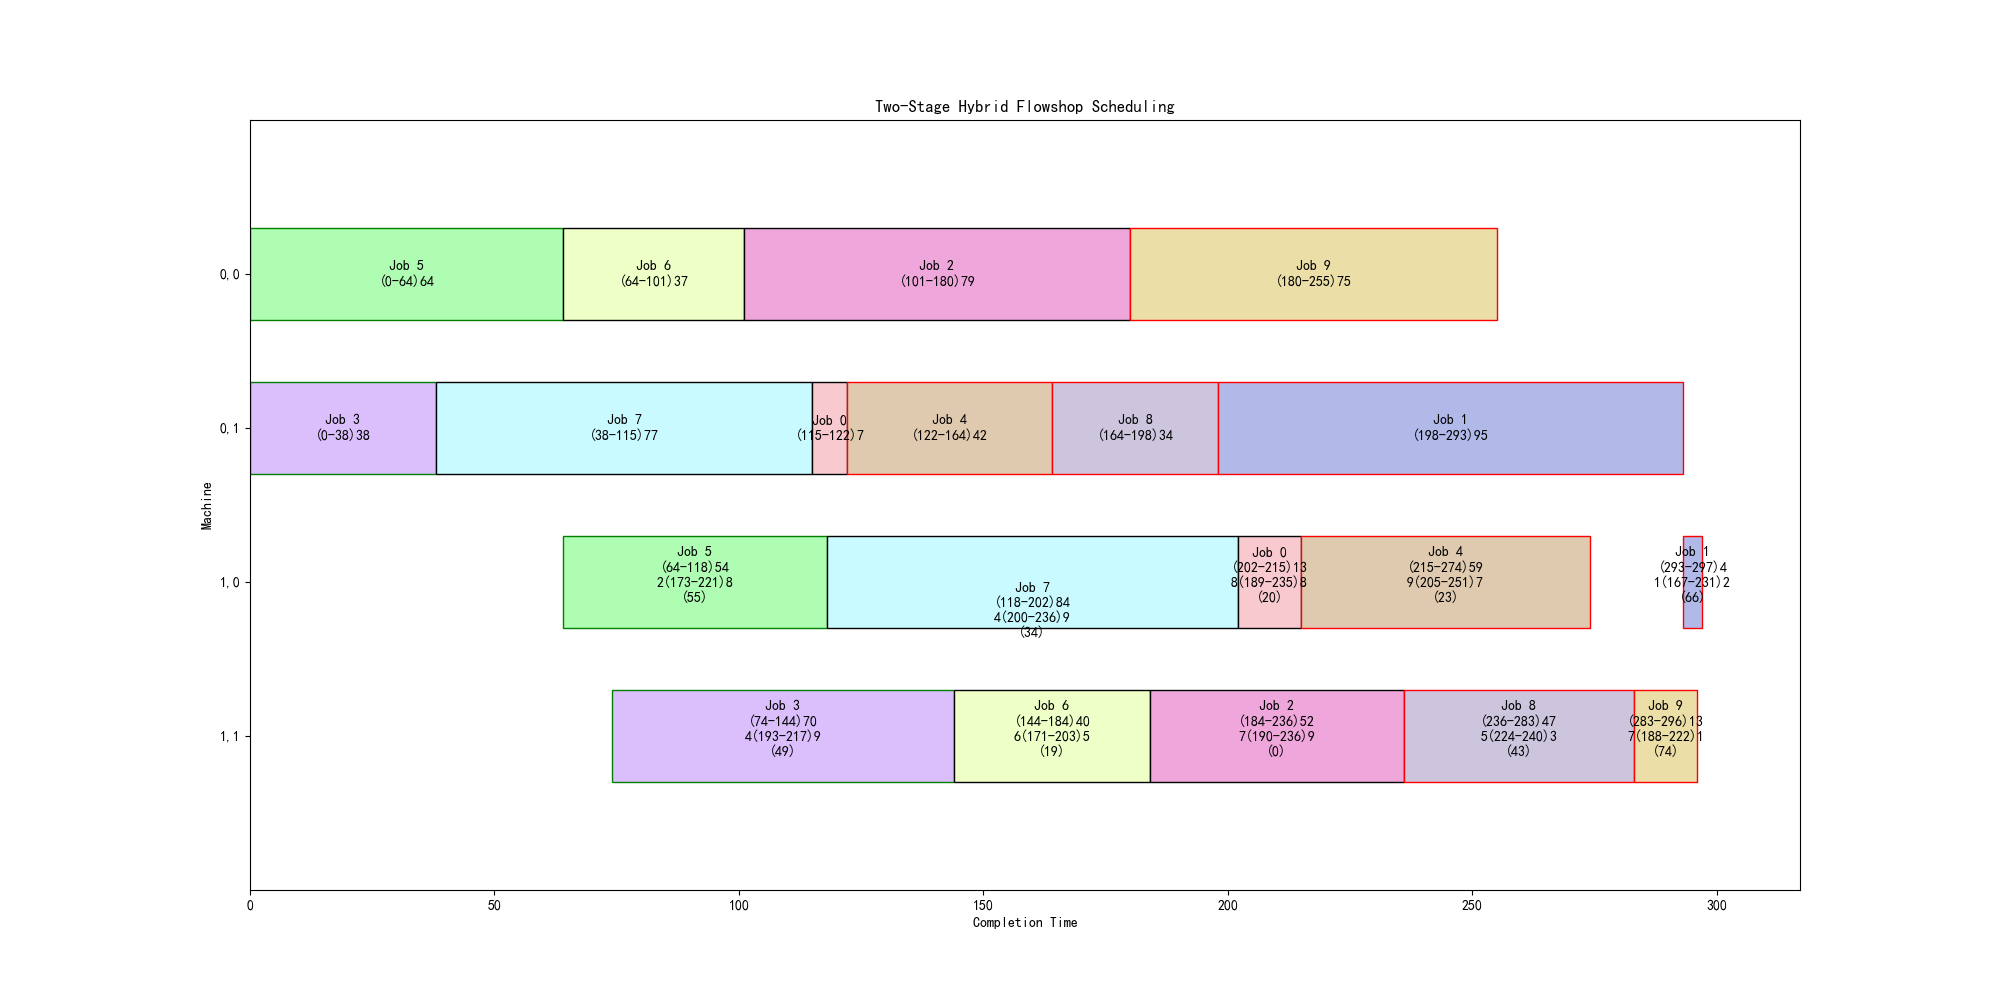 Two-Stage Hybrid Flowshop Scheduling
0,0
Job 5
(0-64)64
Job 6
(64-101)37
Job 2
(101-180)79
Job 9
(180-255)75
0,1
Job 3
(0-38)38
Job 7
(38-115)77
Job 0
(115-122)7
Job 4
(122-164)42
Job 8
(164-198)34
Job 1
(198-293)95
Machine
1,0
Job 5
(64-118)54
2(173-221)8
(55)
Job 7
(118-202)84
4(200-236)9
(34)
Job 0
(202-215)13
8(189-235)8
(20)
Job 4
(215-274)59
9(205-251)7
(23)
Job 1
(293-297)4
1(167-231)2
(66)
1,1
Job 3
(74-144)70
4(193-217)9
(49)
Job 6
(144-184)40
6(171-203)5
(19)
Job 2
(184-236)52
7(190-236)9
(0)
Job 8
(236-283)47
5(224-240)3
(43)
Job 9
(283-296)13
7(188-222)1
(74)
0 50 100 150 200 250 300
Completion Time